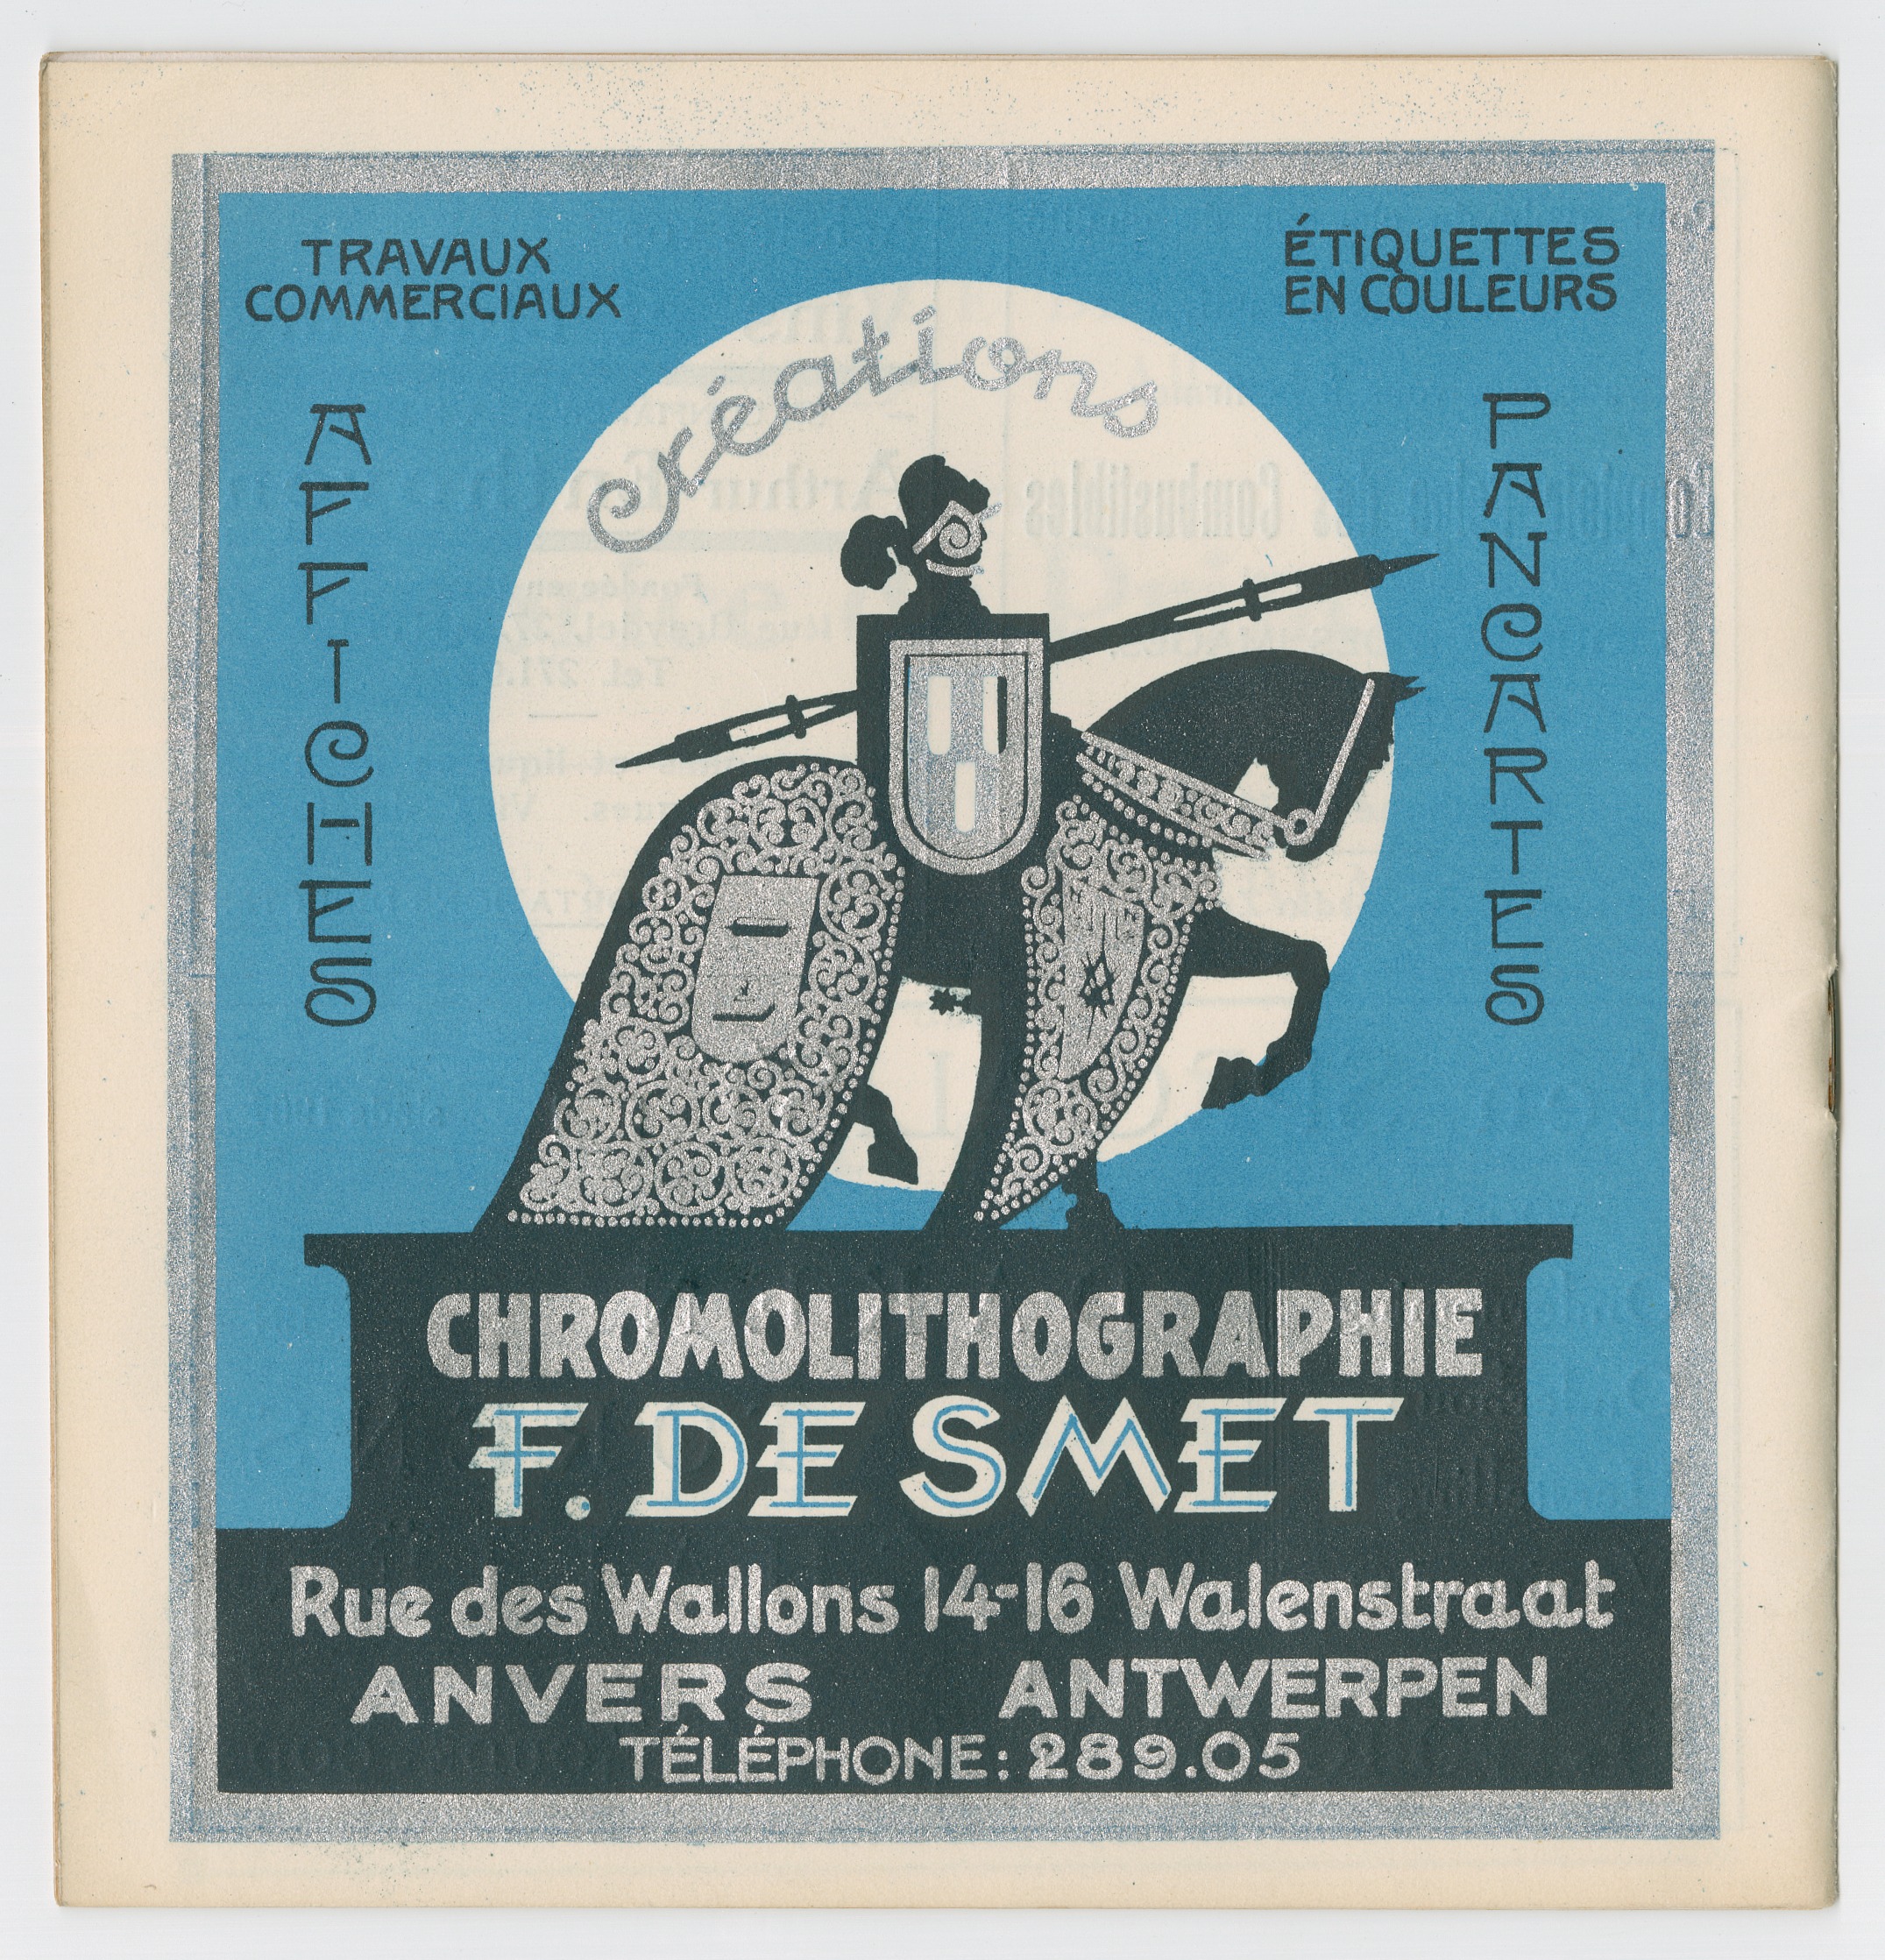 TRAVAUX
COMMERCIAUX
ÉTIQUETTES
EN COULEURS
Créations
AFFICHES
PANCARTES
CHROMOLITHOGRAPHIE
F. DE SMET
Rue des Wallons 14-16 Walenstraat
ANVERS ANTWERPEN
TÉLÉPHONE: 289.05